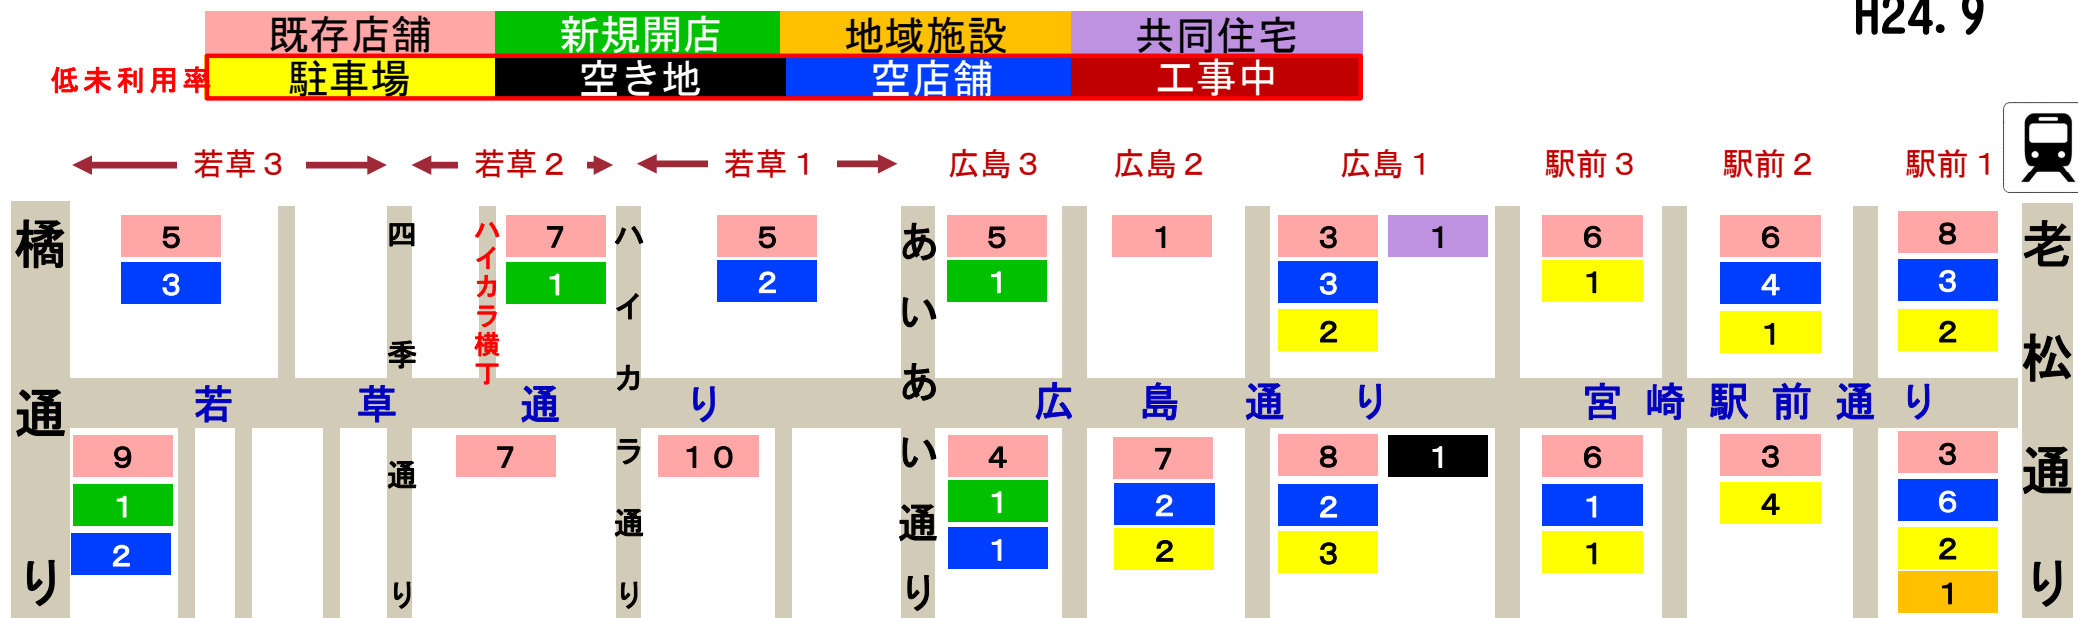 H24.9
既存店舗 新規開店 地域施設 共同住宅
低未利用率 駐車場 空き地 空店舗 工事中
若草３ 若草２ 若草１ 広島３ 広島２ 広島１ 駅前３ 駅前２ 駅前１
橘通り
四季通り
ハイカラ横丁
ハイカラ通り
あいあい通り
老松通り
5 7 5 5 1 3 1 6 6 8
3 1 2 1 3 1 4 3
2 1 2
若草通り 広島通り 宮崎駅前通り
9 7 10 4 7 8 1 6 3 3
1 1 2 2 1 4 6
2 1 2 3 1 2
1